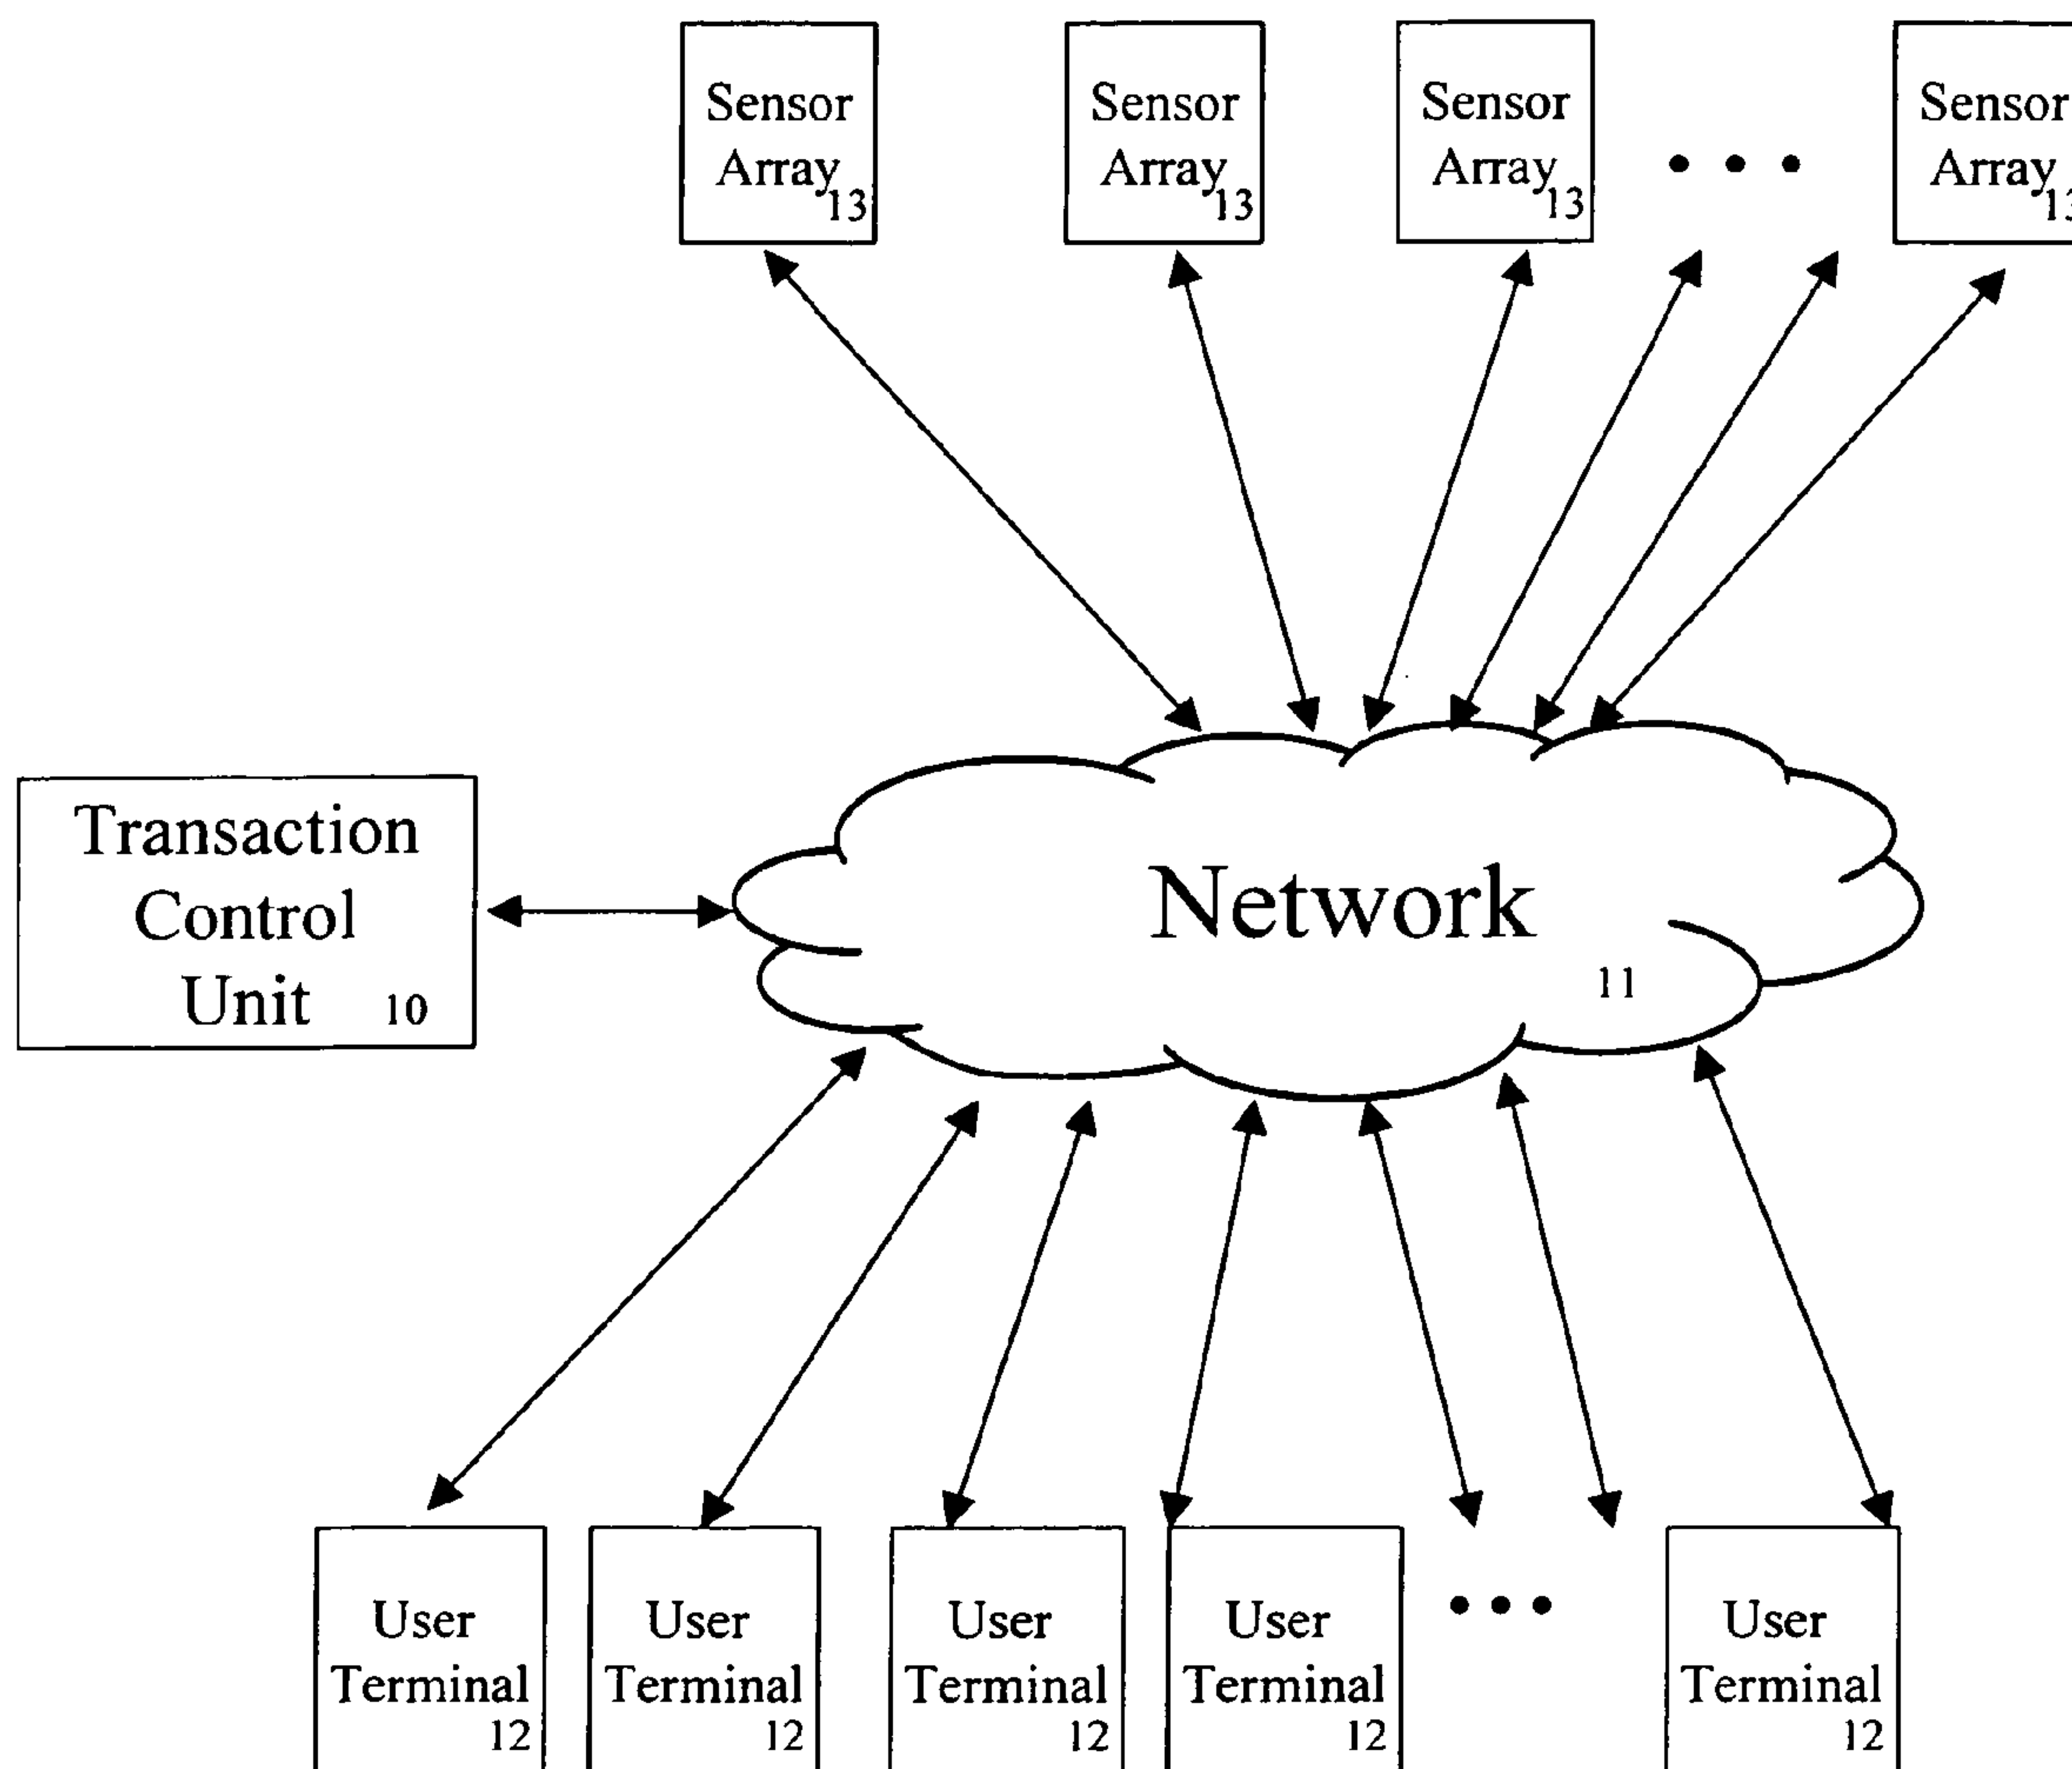 Sensor
Array
13
Sensor
Array
13
Sensor
Array
13
• • •
Sensor
Array
Transaction
Control
Unit 10
Network
11
User
Terminal
12
User
Terminal
12
User
Terminal
12
User
Terminal
12
• • •
User
Terminal
12